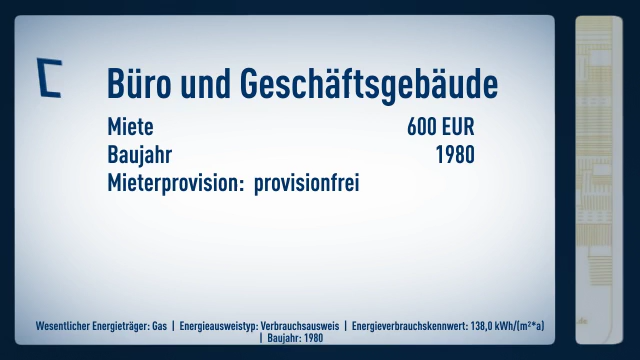 Büro und Geschäftsgebäude
Miete 600 EUR
Baujahr 1980
Mieterprovision: provisionfrei
Wesentlicher Energieträger: Gas | Energieausweistyp: Verbrauchsausweis | Energieverbrauchskennwert: 138,0 kWh/(m²*a)
| Baujahr: 1980